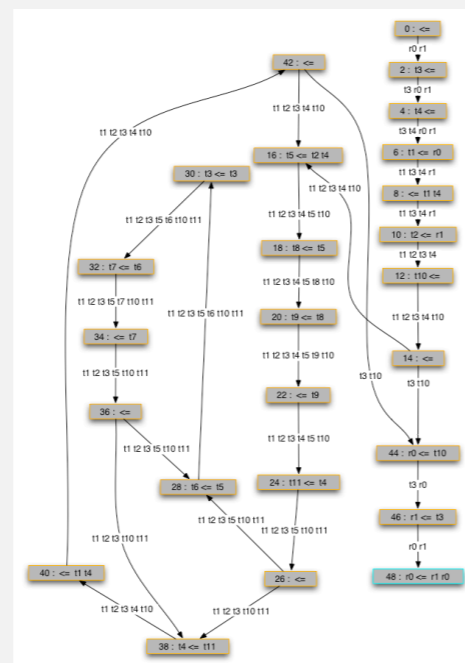 0 : <=
r0 r1
2 : t3 <=
t3 r0 r1
4 : t4 <=
t3 t4 r0 r1
6 : t1 <= r0
t1 t3 t4 r1
8 : <= t1 t4
t1 t3 t4 r1
10 : t2 <= r1
t1 t2 t3 t4
12 : t10 <=
t1 t2 t3 t4 t10
14 : <=
t3 t10
t1 t2 t3 t4 t10
t3 t10
44 : r0 <= t10
t3 r0
46 : r1 <= t3
r0 r1
48 : r0 <= r1 r0
42 : <=
t1 t2 t3 t4 t10
16 : t5 <= t2 t4
t1 t2 t3 t4 t5 t10
18 : t8 <= t5
t1 t2 t3 t4 t5 t8 t10
20 : t9 <= t8
t1 t2 t3 t4 t5 t9 t10
22 : <= t9
t1 t2 t3 t4 t5 t10
24 : t11 <= t4
t1 t2 t3 t5 t10 t11
26 : <=
t1 t2 t3 t5 t10 t11
t1 t2 t3 t10 t11
28 : t6 <= t5
t1 t2 t3 t5 t6 t10 t11
30 : t3 <= t3
t1 t2 t3 t5 t6 t10 t11
32 : t7 <= t6
t1 t2 t3 t5 t7 t10 t11
34 : <= t7
t1 t2 t3 t5 t10 t11
36 : <=
t1 t2 t3 t5 t10 t11
t1 t2 t3 t10 t11
38 : t4 <= t11
t1 t2 t3 t4 t10
40 : <= t1 t4
t1 t2 t3 t4 t10